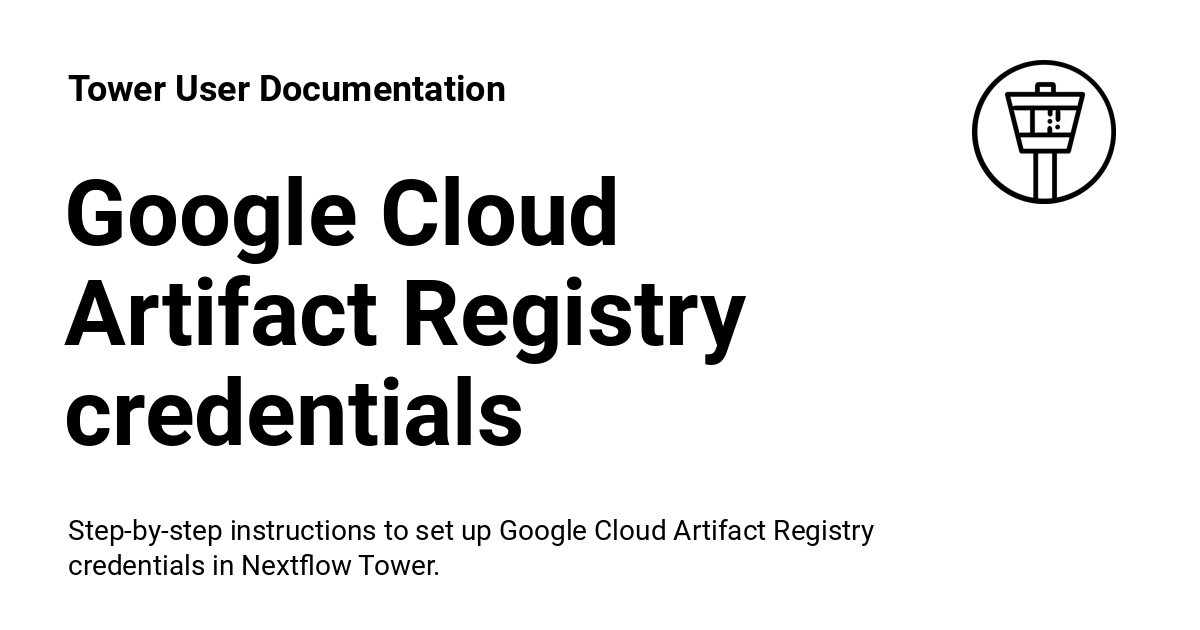 Tower User Documentation
Google Cloud
Artifact Registry
credentials
Step-by-step instructions to set up Google Cloud Artifact Registry
credentials in Nextflow Tower.